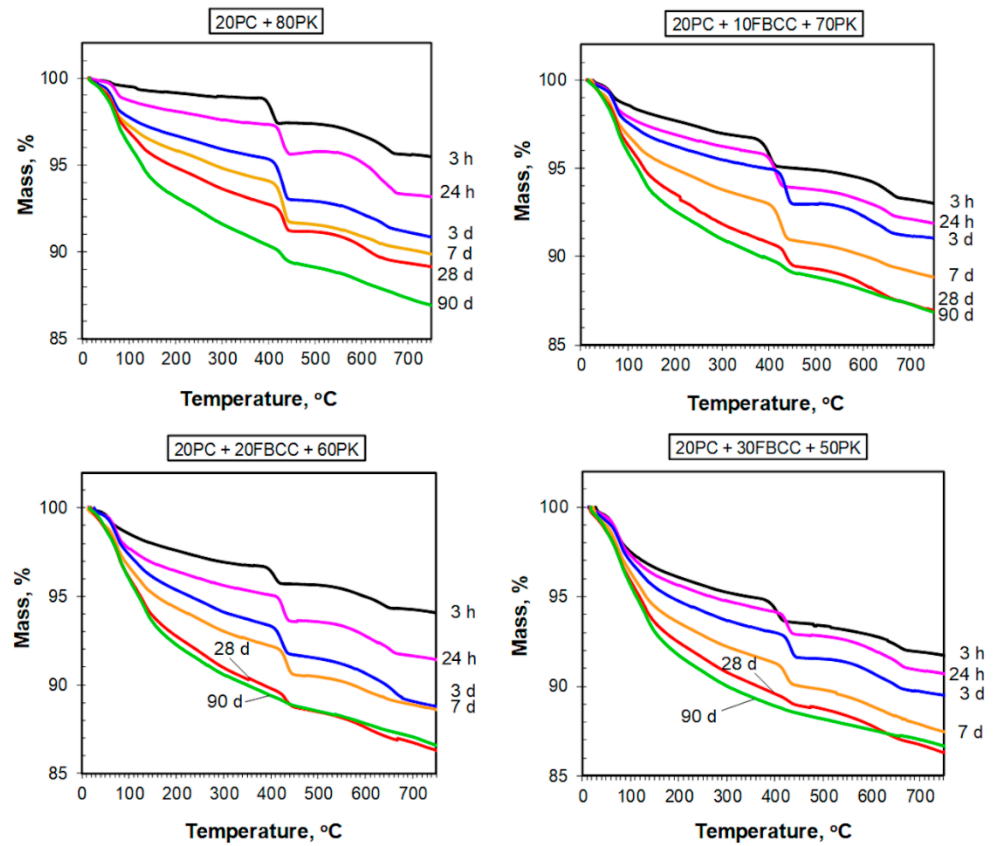 20PC + 80PK
Mass, %
100
95
90
85
3 h
24 h
3 d
7 d
28 d
90 d
0 100 200 300 400 500 600 700
Temperature, ºC
20PC + 10FBCC + 70PK
Mass, %
100
95
90
85
3 h
24 h
3 d
7 d
28 d
90 d
0 100 200 300 400 500 600 700
Temperature, ºC
20PC + 20FBCC + 60PK
Mass, %
100
95
90
85
3 h
24 h
28 d
3 d
90 d
7 d
0 100 200 300 400 500 600 700
Temperature, ºC
20PC + 30FBCC + 50PK
Mass, %
100
95
90
85
3 h
28 d
24 h
3 d
90 d
7 d
0 100 200 300 400 500 600 700
Temperature, ºC